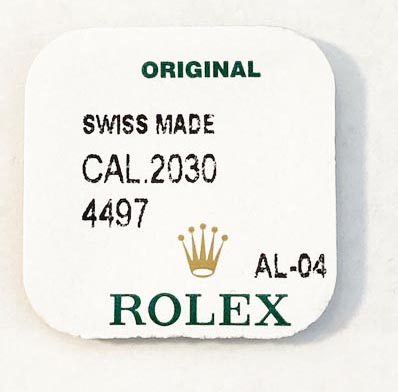 ORIGINAL
SWISS MADE
CAL.2030
4497
AL-04
ROLEX